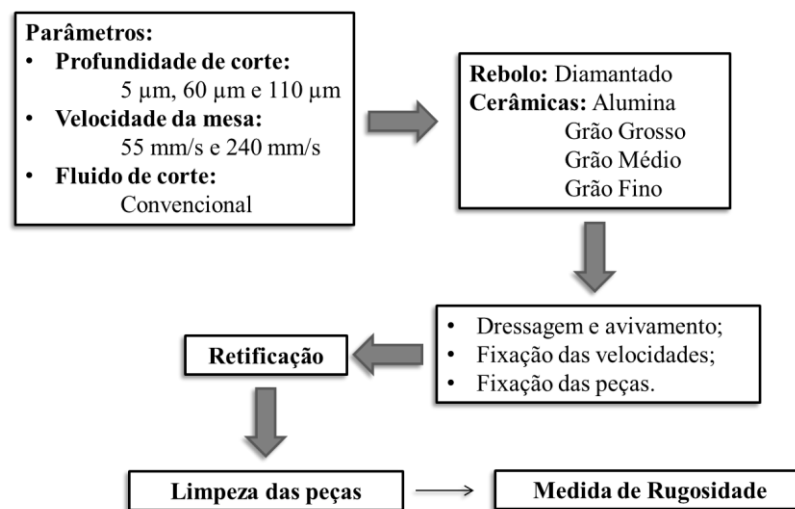 Parâmetros:
• Profundidade de corte:
5 µm, 60 µm e 110 µm
• Velocidade da mesa:
55 mm/s e 240 mm/s
• Fluido de corte:
Convencional
Rebolo: Diamantado
Cerâmicas: Alumina
Grão Grosso
Grão Médio
Grão Fino
• Dressagem e avivamento;
• Fixação das velocidades;
• Fixação das peças.
Retificação
Limpeza das peças
Medida de Rugosidade